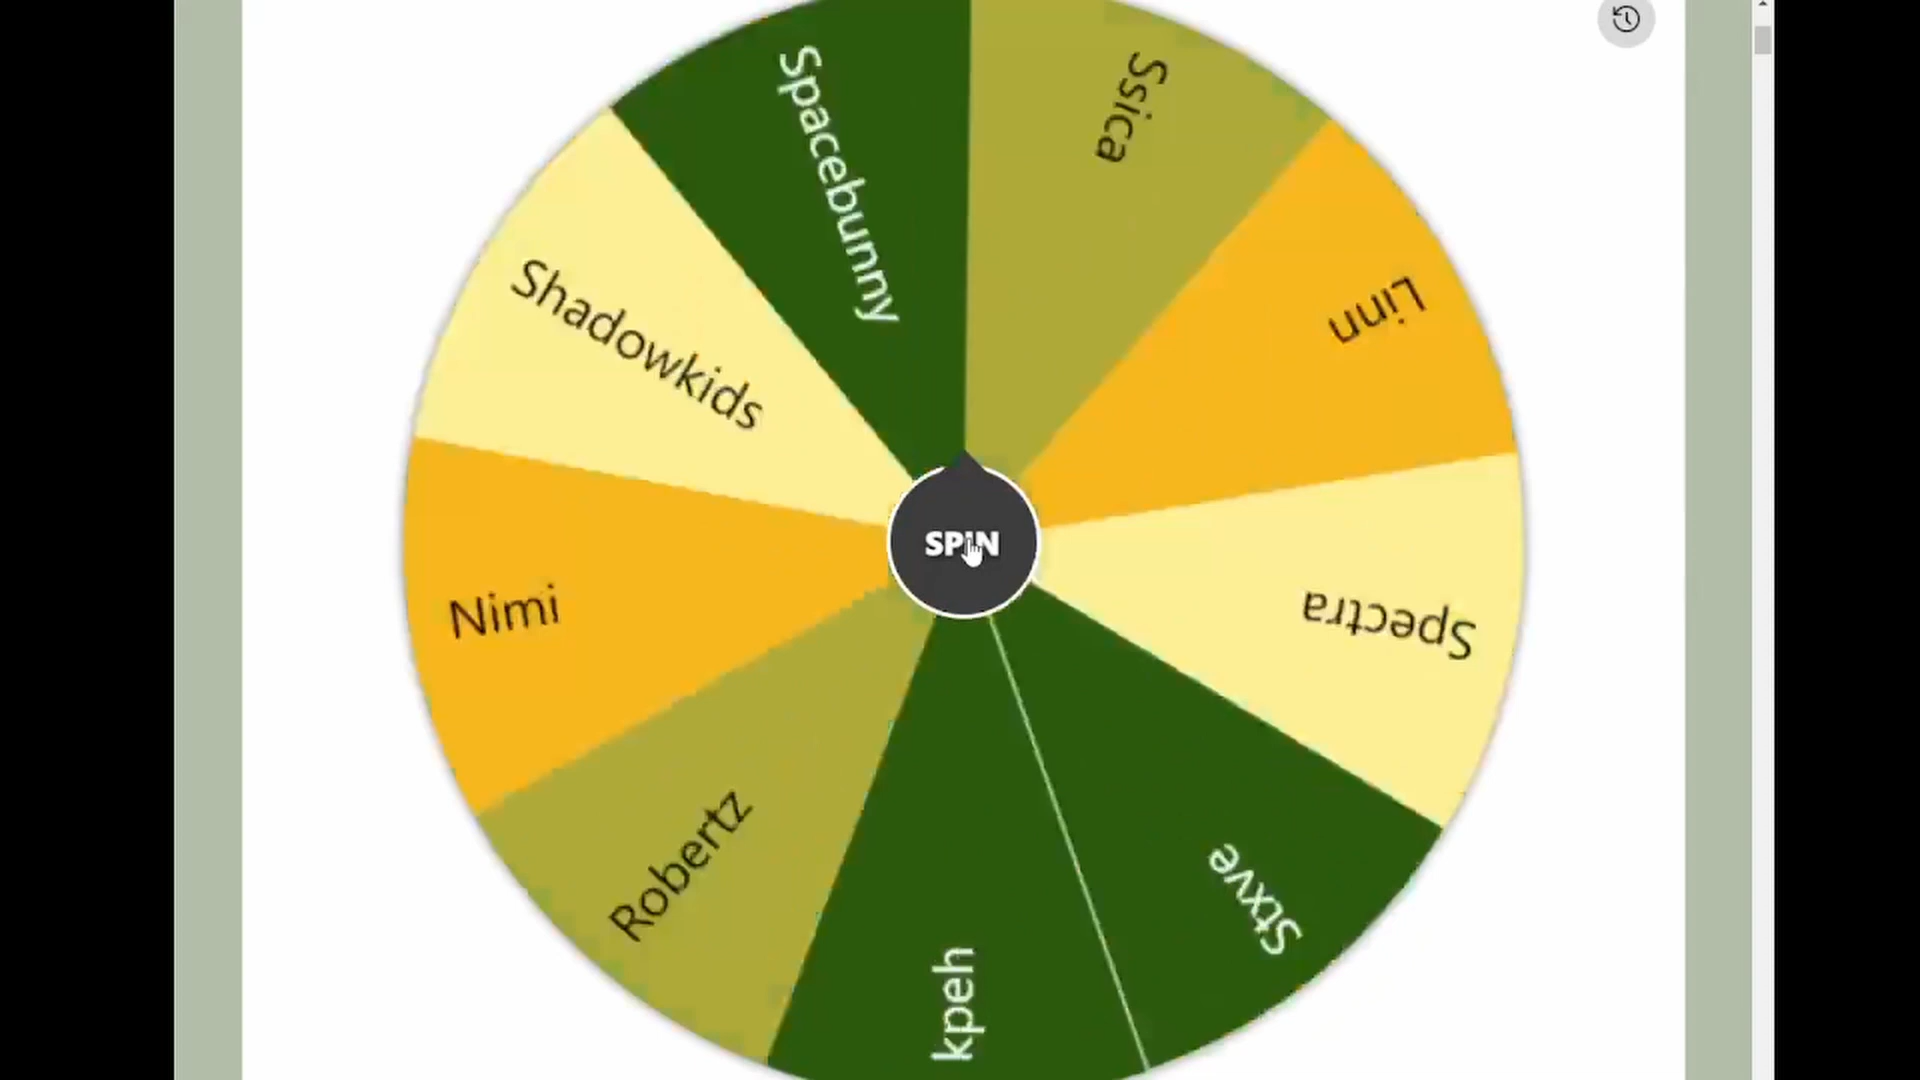 Spacebunny
Ssica
Linn
Shadowkids
SPIN
Nimi
Spectra
Robertz
Stxve
kpeh